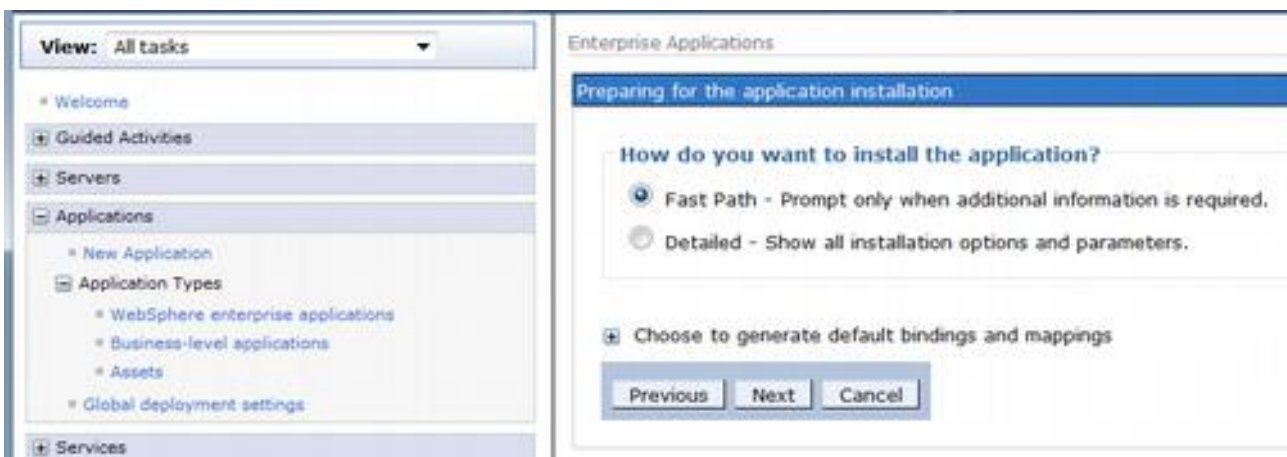 View: All tasks
Welcome
Guided Activities
Servers
Applications
New Application
Application Types
WebSphere enterprise applications
Business-level applications
Assets
Global deployment settings
Services
Enterprise Applications
Preparing for the application installation
How do you want to install the application?
Fast Path - Prompt only when additional information is required.
Detailed - Show all installation options and parameters.
Choose to generate default bindings and mappings
Previous Next Cancel